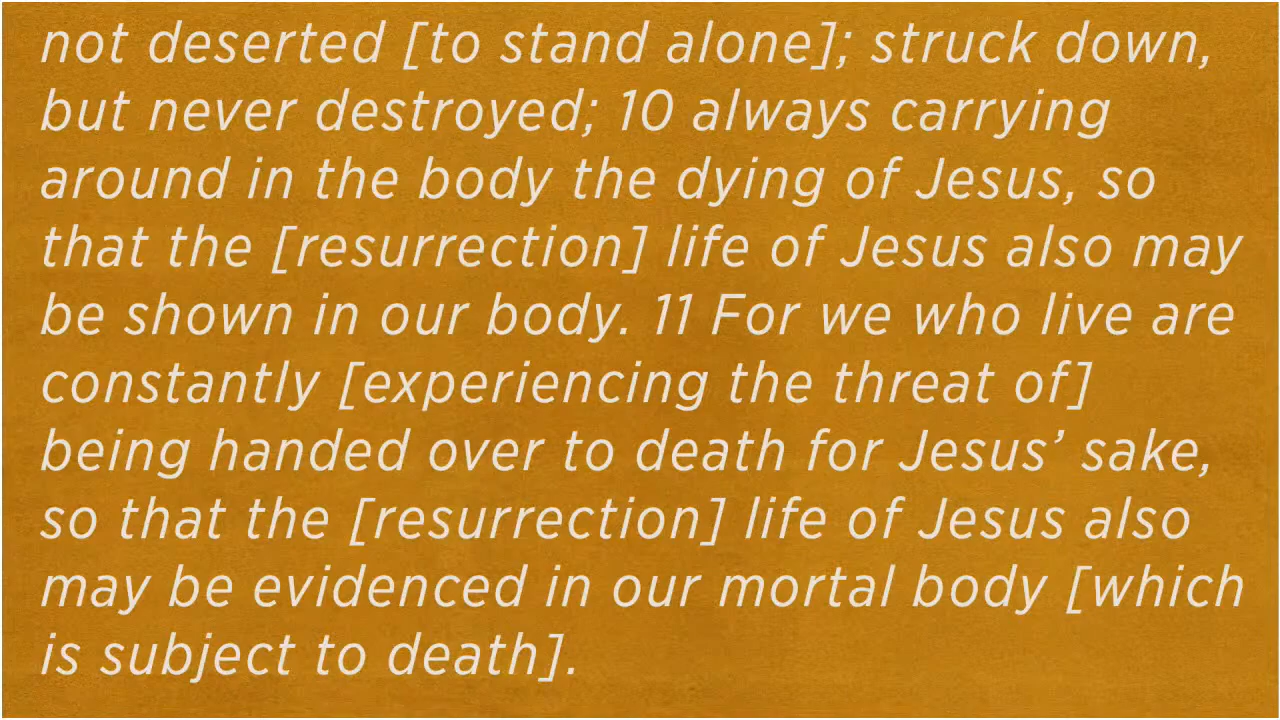 not deserted [to stand alone]; struck down,
but never destroyed; 10 always carrying
around in the body the dying of Jesus, so
that the [resurrection] life of Jesus also may
be shown in our body. 11 For we who live are
constantly [experiencing the threat of]
being handed over to death for Jesus’ sake,
so that the [resurrection] life of Jesus also
may be evidenced in our mortal body [which
is subject to death].